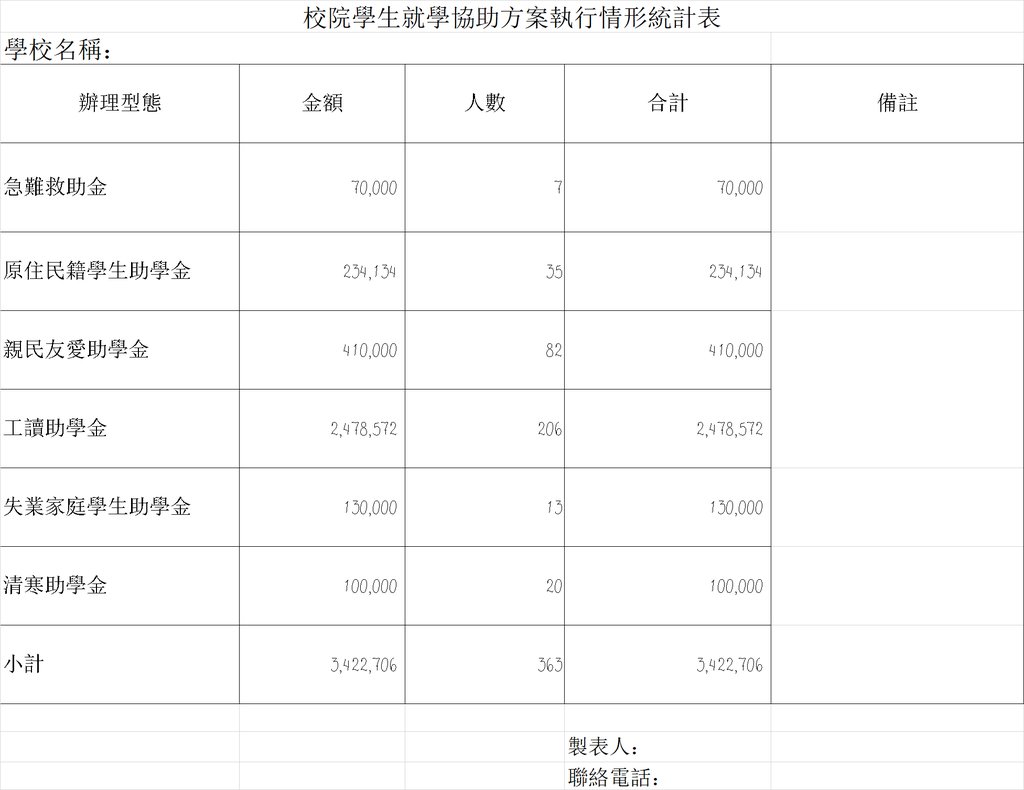 校院學生就學協助方案執行情形統計表
學校名稱：
辦理型態 金額 人數 合計 備註
急難救助金 70,000 7 70,000
原住民籍學生助學金 234,134 35 234,134
親民友愛助學金 410,000 82 410,000
工讀助學金 2,478,572 206 2,478,572
失業家庭學生助學金 130,000 13 130,000
清寒助學金 100,000 20 100,000
小計 3,422,706 363 3,422,706
製表人：
聯絡電話：